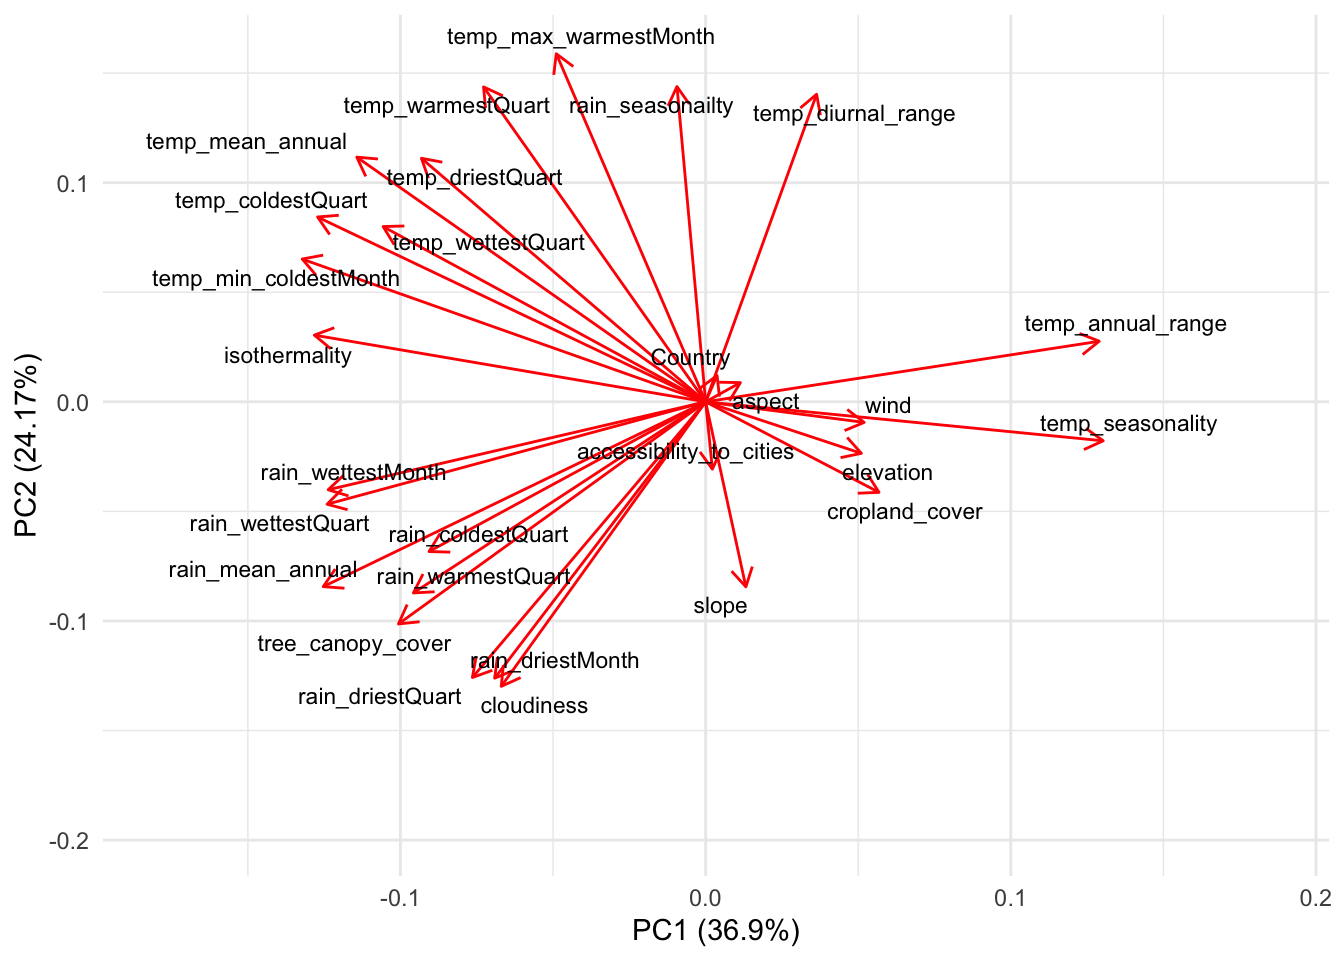 temp_max_warmestMonth
temp_warmestQuart
rain_seasonailty
temp_diurnal_range
temp_mean_annual
temp_driestQuart
temp_coldestQuart
temp_wettestQuart
temp_min_coldestMonth
temp_annual_range
isothermality
Country
aspect
wind
temp_seasonality
accessibility_to_cities
rain_wettestMonth
elevation
cropland_cover
rain_wettestQuart
rain_coldestQuart
rain_mean_annual
rain_warmestQuart
slope
tree_canopy_cover
rain_driestMonth
rain_driestQuart
cloudiness
0.1
0.0
-0.1
-0.2
PC2 (24.17%)
-0.1
0.0
0.1
0.2
PC1 (36.9%)